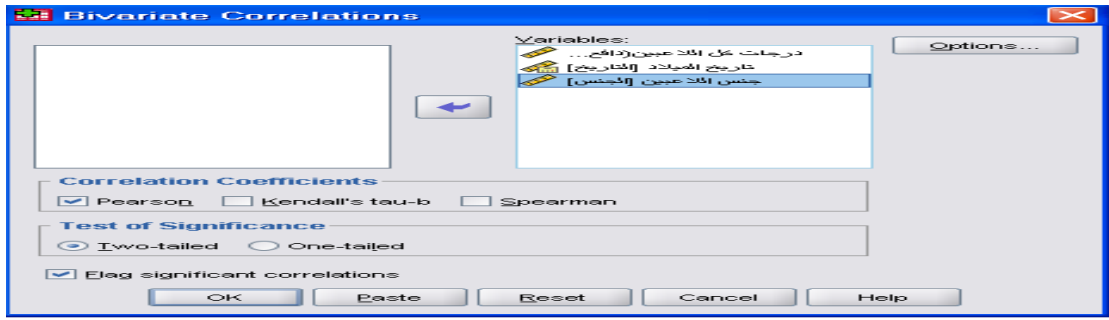 Bivariate Correlations
Variables:
درجات كل اللاعبين(دافع...
تاريخ الميلاد [التاريخ]
جنس اللاعبين [الجنس]
Options...
Correlation Coefficients
Pearson Kendall's tau-b Spearman
Test of Significance
Two-tailed One-tailed
Flag significant correlations
OK Paste Reset Cancel Help